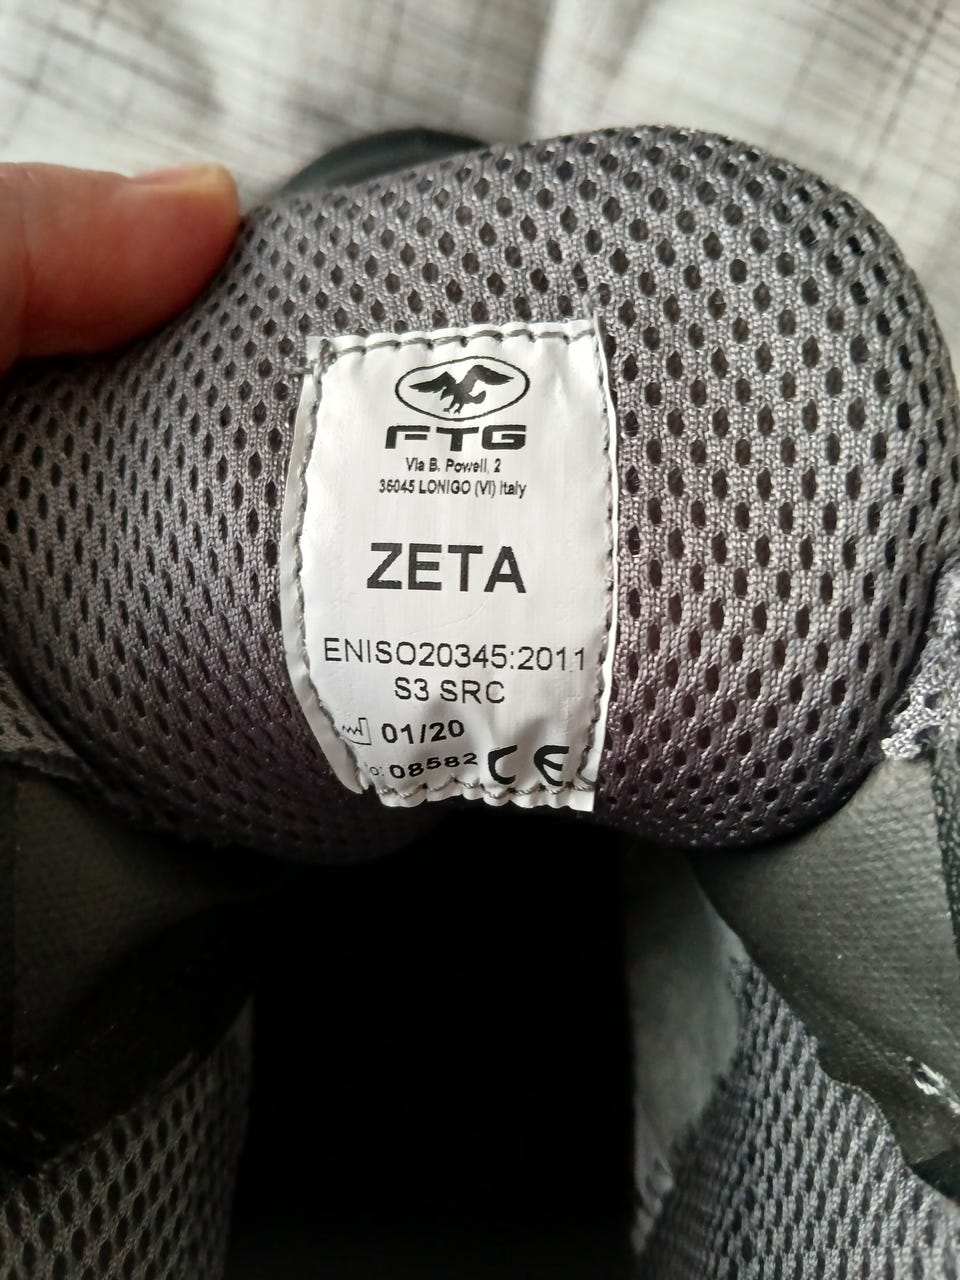 FTG
Via B. Powell, 2
36045 LONIGO (VI) Italy
ZETA
ENISO20345:2011
S3 SRC
01/20
o: 08582 CE